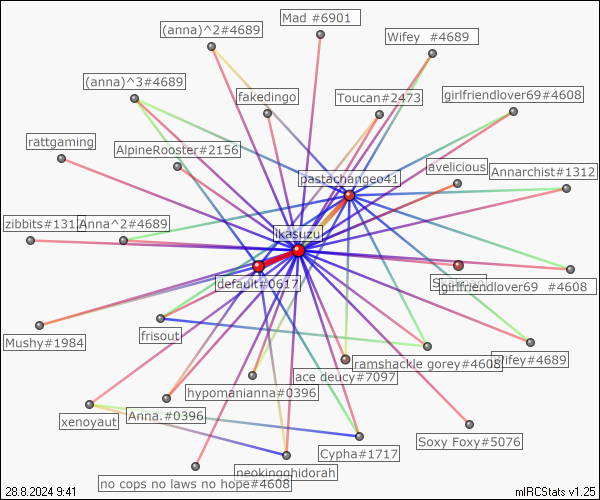 (anna)^2#4689
Mad #6901
Wifey  #4689
(anna)^3#4689
fakedingo
Toucan#2473
girlfriendlover69#4608
rattgaming
AlpineRooster#2156
pastachangeo41
avelicious
Annarchist#1312
zibbits#1312
Anna^2#4689
ikasuzu
default#0617
girlfriendlover69  #4608
Mushy#1984
frisout
ramshackle gorey#4608
Wifey#4689
ace deucy#7097
hypomanianna#0396
xenoyaut
Anna.#0396
Soxy Foxy#5076
Cypha#1717
neokingghidorah
no cops no laws no hope#4608
28.8.2024 9:41
mIRCStats v1.25